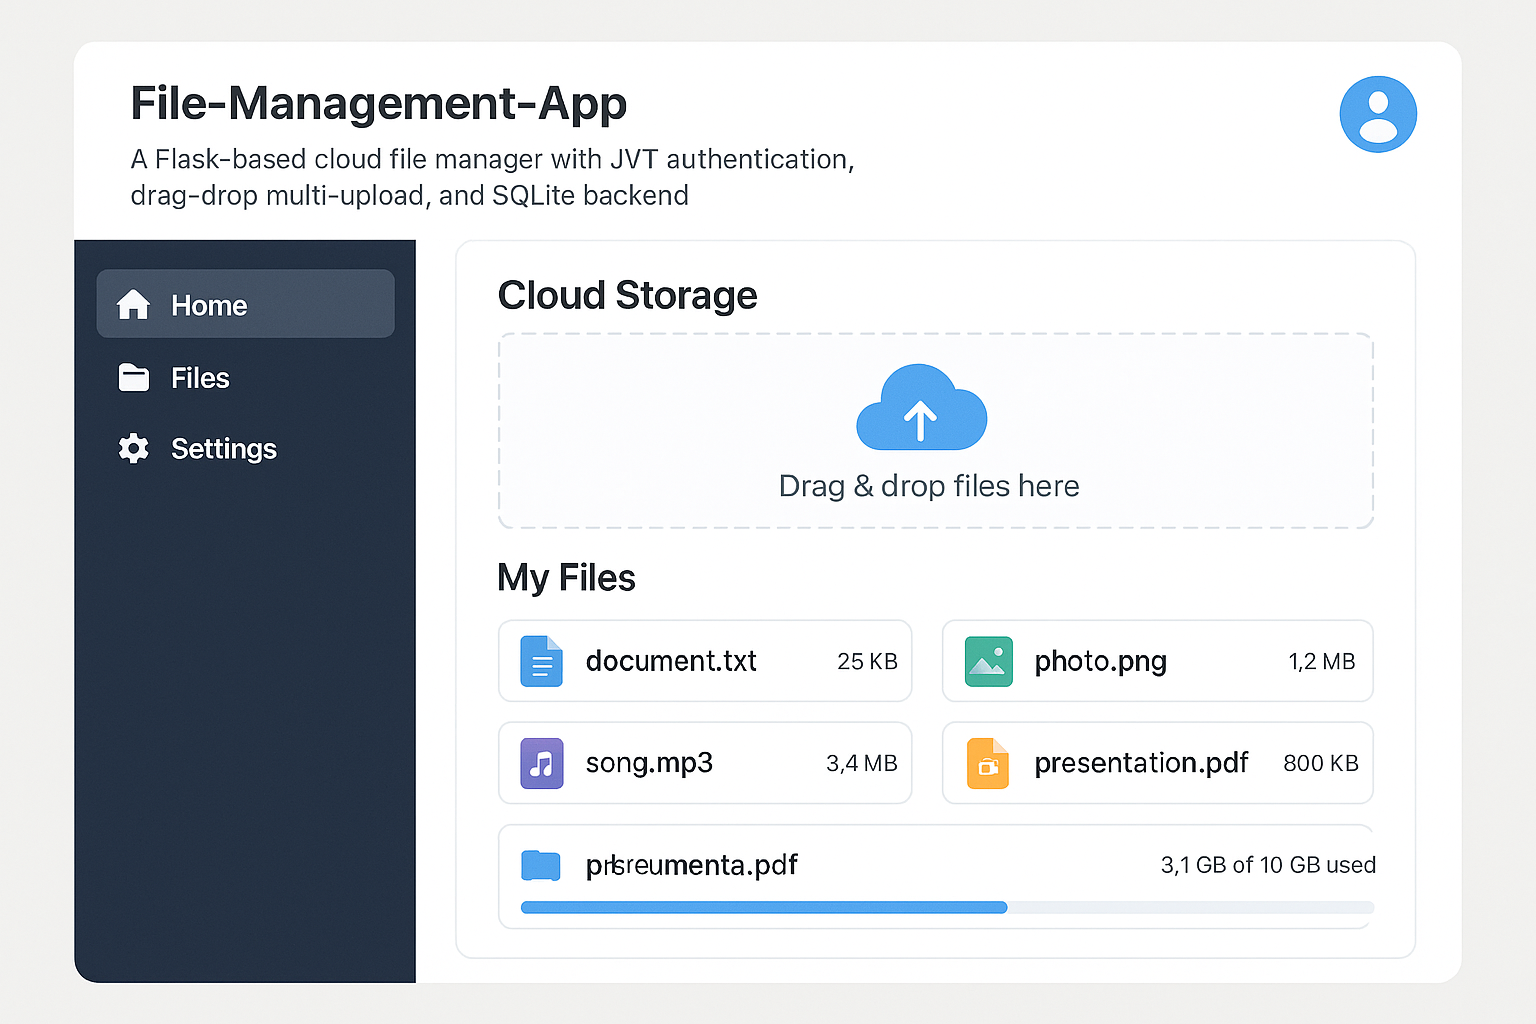 File-Management-App
A Flask-based cloud file manager with JVT authentication,
drag-drop multi-upload, and SQLite backend
Home
Files
Settings
Cloud Storage
Drag & drop files here
My Files
document.txt 25 KB
photo.png 1,2 MB
song.mp3 3,4 MB
presentation.pdf 800 KB
3,1 GB of 10 GB used